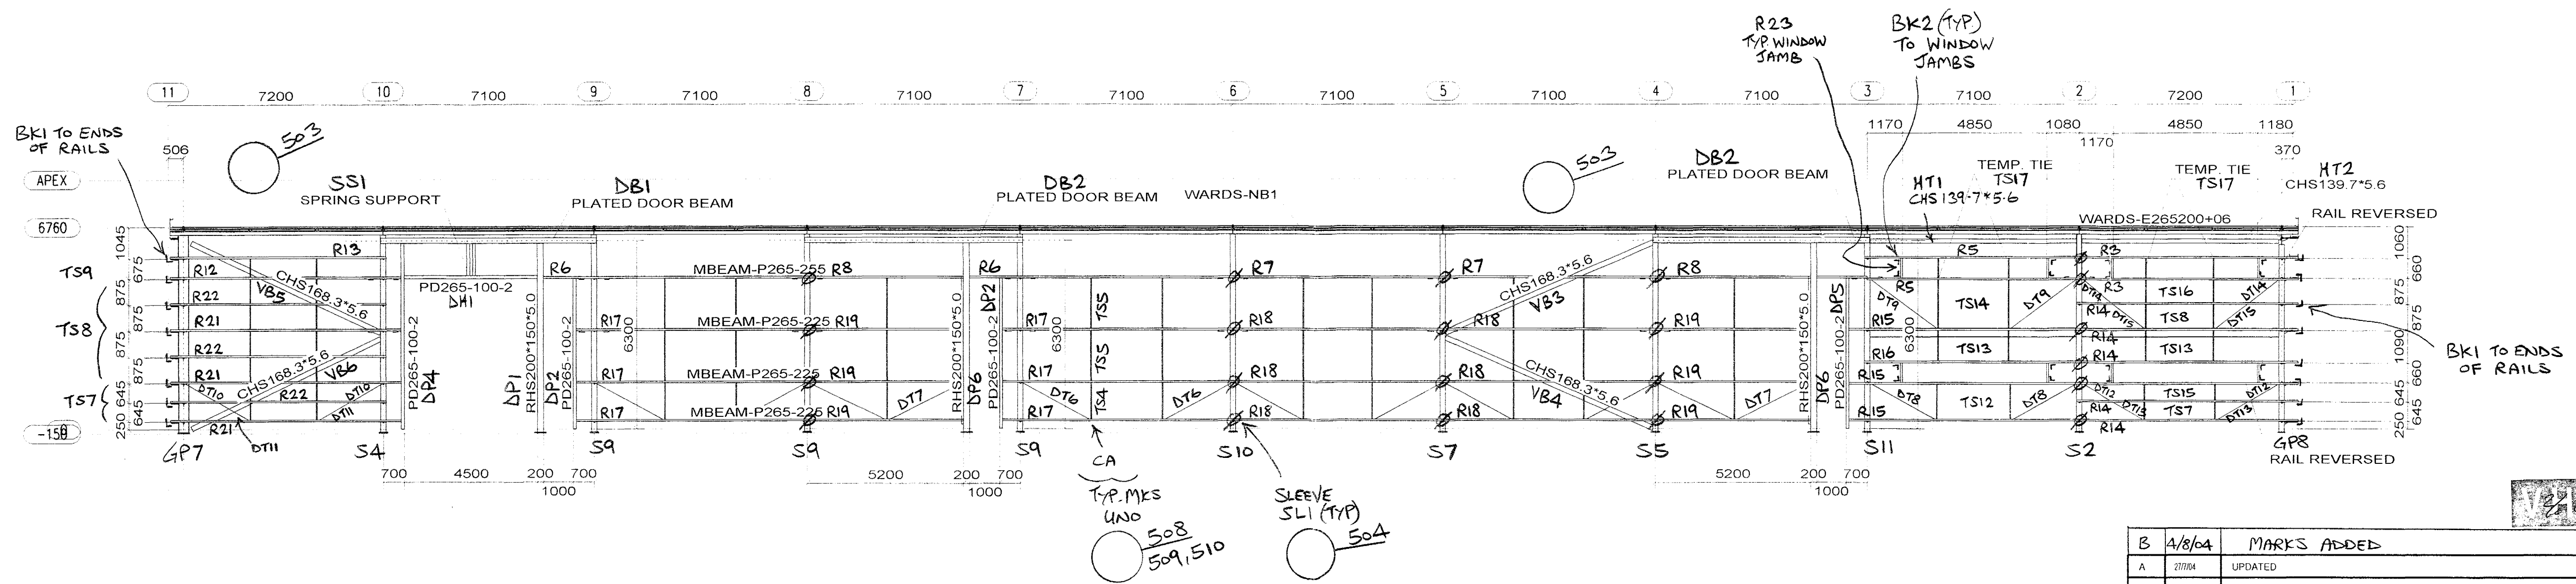 R23
TYP. WINDOW
JAMB
BK2 (TYP)
TO WINDOW
JAMBS
11 7200 10 7100 9 7100 8 7100 7 7100 6 7100 5 7100 4 7100 3 7100 2 7200 1
1170 4850 1080 4850 1180
1170
370
BK1 TO ENDS
OF RAILS
506
503
503
APEX
SS1
SPRING SUPPORT
DB1
PLATED DOOR BEAM
DB2
PLATED DOOR BEAM
WARDS-NB1
DB2
PLATED DOOR BEAM
HT1
CHS139.7*5.6
TEMP. TIE
TS17
TEMP. TIE
TS17
HT2
CHS139.7*5.6
RAIL REVERSED
WARDS-E265200+06
6760
1045
675
875
875
875
875
645
645
250
-150
TS9
TS8
TS7
R13
R12
CHS168.3*5.6
VB5
R22
R21
R22
CHS168.3*5.6
VB6
R21
DT10
DT10
R22
DT11
R21
DT11
PD265-100-2
DH1
PD265-100-2
DP4
DP1
RHS200*150*5.0
DP2
PD265-100-2
R6
MBEAM-P265-255 R8
R17
6300
MBEAM-P265-225 R19
R17
MBEAM-P265-225 R19
R17
MBEAM-P265-225 R19
DT7
RHS200*150*5.0
DP6
PD265-100-2
DP2
R6
R17
6300
R17
R17
TS5
TS5
TS4
DT6
DT6
R7
R18
R18
R18
R7
R18
R18
R18
CHS168.3*5.6
VB3
CHS168.3*5.6
VB4
R8
R19
R19
R19
DT7
RHS200*150*5.0
DP6
PD265-100-2
DP5
R5
R3
R5
R3
DT9
TS14
DT9
DT14
TS16
DT14
R15
6300
R14
DT15
TS8
DT15
R14
R16
TS13
R14
TS13
R15
DT8
TS12
DT8
DT12
TS15
DT12
R15
R14
DT13
TS7
DT13
R14
1060
660
875
875
1090
660
645
645
250
BK1 TO ENDS
OF RAILS
GP7 S4 S9 S9 S9 S10 S7 S5 S11 S2 GP8
RAIL REVERSED
700 4500 200 700
1000
5200 200 700
1000
5200 200 700
1000
CA
TYP. MKS
UNO
508
509, 510
SLEEVE
SL1 (TYP)
504
B 4/8/04 MARKS ADDED
A 27/7/04 UPDATED